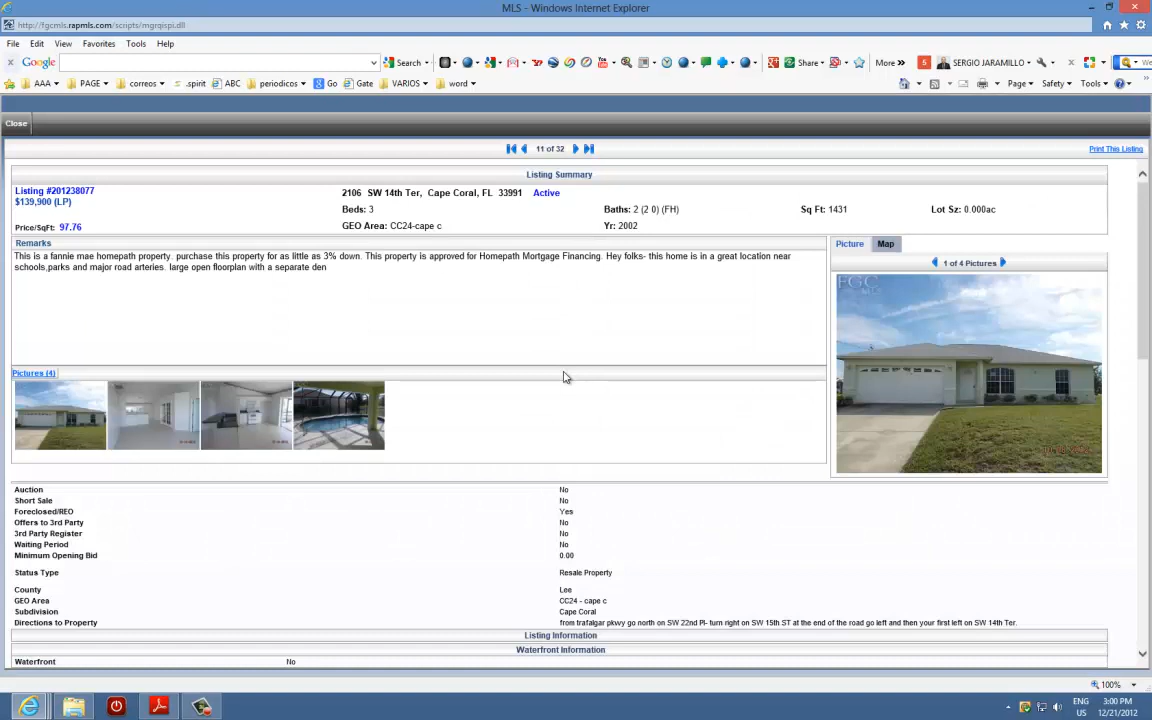 MLS - Windows Internet Explorer
http://fgcmls.rapmls.com/scripts/mgrqispi.dll
File Edit View Favorites Tools Help
x Google Search More » 5 Share SERGIO JARAMILLO x
AAA PAGE correos .spirit ABC periodicos Go Gate VARIOS word Page Safety Tools
Close
11 of 32 Print This Listing
Listing Summary
Listing #201238077 2106 SW 14th Ter, Cape Coral, FL 33991 Active
$139,900 (LP) Beds: 3 Baths: 2 (2 0) (FH) Sq Ft: 1431 Lot Sz: 0.000ac
Price/SqFt: 97.76 GEO Area: CC24-cape c Yr: 2002
Remarks Picture Map
This is a fannie mae homepath property. purchase this property for as little as 3% down. This property is approved for Homepath Mortgage Financing. Hey folks- this home is in a great location near
schools,parks and major road arteries. large open floorplan with a separate den
1 of 4 Pictures
FGC
Pictures (4)
Auction No
Short Sale No
Foreclosed/REO Yes
Offers to 3rd Party No
3rd Party Register No
Waiting Period No
Minimum Opening Bid 0.00
Status Type Resale Property
County Lee
GEO Area CC24 - cape c
Subdivision Cape Coral
Directions to Property from trafalgar pkwy go north on SW 22nd Pl- turn right on SW 15th ST at the end of the road go left and then your first left on SW 14th Ter.
Listing Information
Waterfront Information
Waterfront No
100%
ENG 3:00 PM
US 12/21/2012